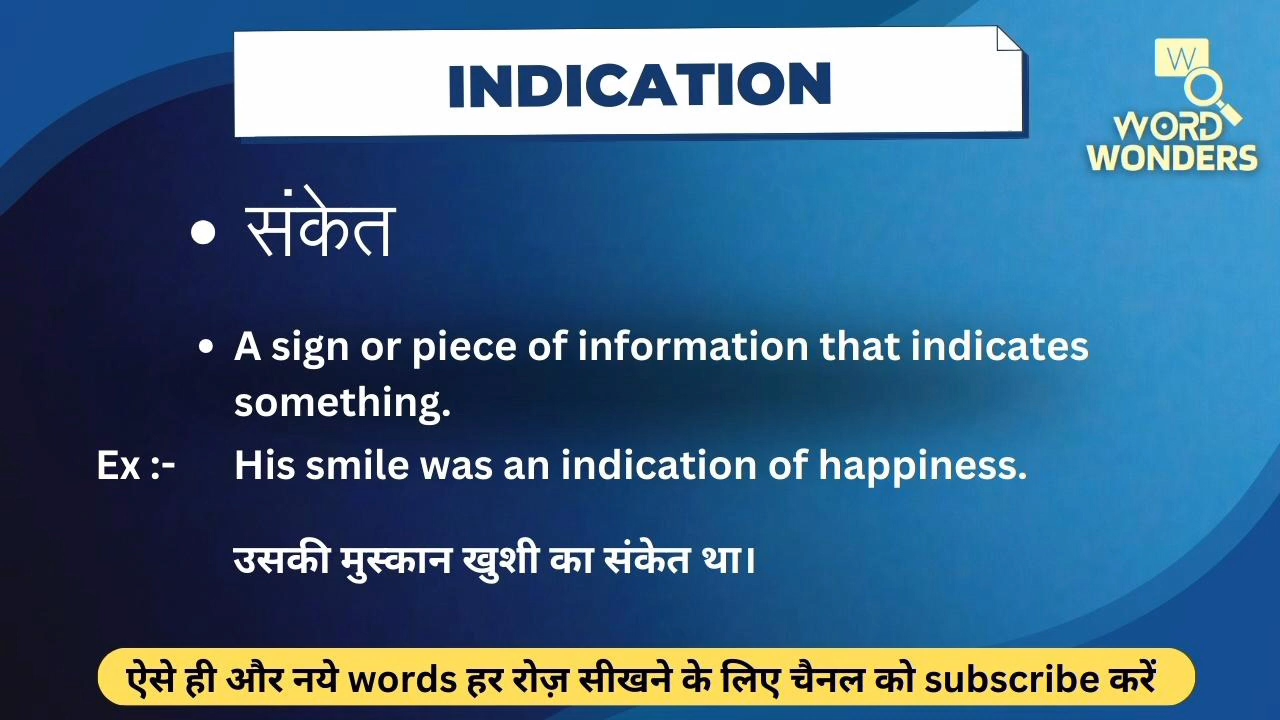 INDICATION
W
WORD
WONDERS
• संकेत
• A sign or piece of information that indicates
something.
Ex :- His smile was an indication of happiness.
उसकी मुस्कान खुशी का संकेत था।
ऐसे ही और नये words हर रोज़ सीखने के लिए चैनल को subscribe करें